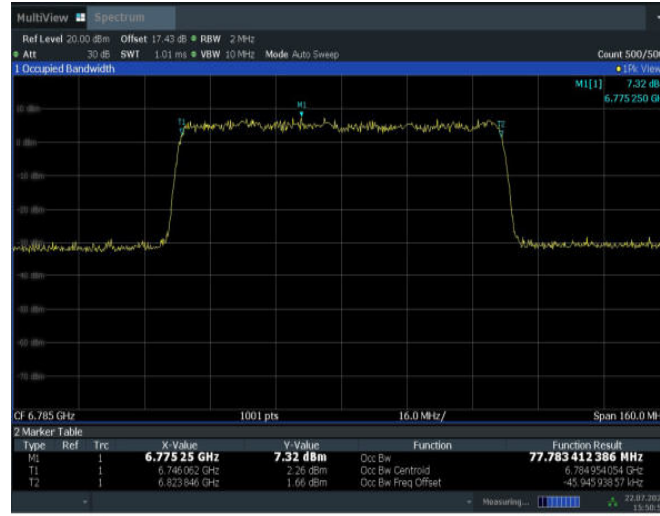 MultiView Spectrum
Ref Level 20.00 dBm Offset 17.43 dB RBW 2 MHz
Att 30 dB SWT 1.01 ms VBW 10 MHz Mode Auto Sweep Count 500/50
1 Occupied Bandwidth 1Pk View
M1[1] 7.32 dB
6.775 250 G
M1
10 dBm
T1
T2
0 dBm
-10 dBm
-20 dBm
-40 dBm
-50 dBm
-60 dBm
-70 dBm
CF 6.785 GHz 1001 pts 16.0 MHz/ Span 160.0 MH
2 Marker Table
Type Ref Trc X-Value Y-Value Function Function Result
M1 1 6.775 25 GHz 7.32 dBm Occ Bw 77.783 412 386 MHz
T1 1 6.746 062 GHz 2.26 dBm Occ Bw Centroid 6.784 954 054 GHz
T2 1 6.823 846 GHz 1.66 dBm Occ Bw Freq Offset -45.945 938 57 kHz
Measuring... 22.07.202
15:50: